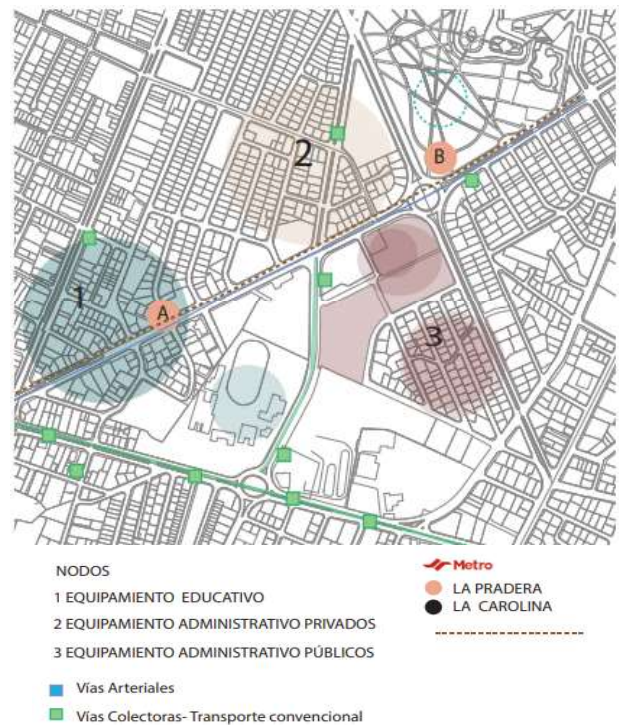 2
B
1
A
3
NODOS
1 EQUIPAMIENTO EDUCATIVO
2 EQUIPAMIENTO ADMINISTRATIVO PRIVADOS
3 EQUIPAMIENTO ADMINISTRATIVO PÚBLICOS
Vías Arteriales
Vías Colectoras- Transporte convencional
Metro
LA PRADERA
LA CAROLINA